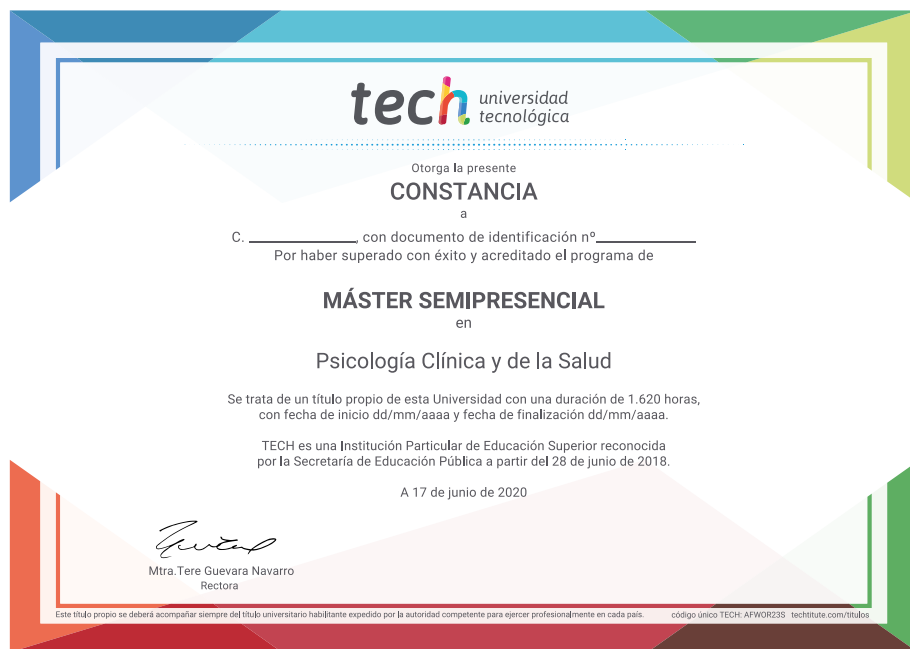 tech universidad
tecnológica
Otorga la presente
CONSTANCIA
a
C. ____________, con documento de identificación nº____________
Por haber superado con éxito y acreditado el programa de
MÁSTER SEMIPRESENCIAL
en
Psicología Clínica y de la Salud
Se trata de un título propio de esta Universidad con una duración de 1.620 horas,
con fecha de inicio dd/mm/aaaa y fecha de finalización dd/mm/aaaa.
TECH es una Institución Particular de Educación Superior reconocida
por la Secretaría de Educación Pública a partir del 28 de junio de 2018.
A 17 de junio de 2020
Mtra.Tere Guevara Navarro
Rectora
Este título propio se deberá acompañar siempre del título universitario habilitante expedido por la autoridad competente para ejercer profesionalmente en cada país. código único TECH: AFWOR23S techtitute.com/titulos